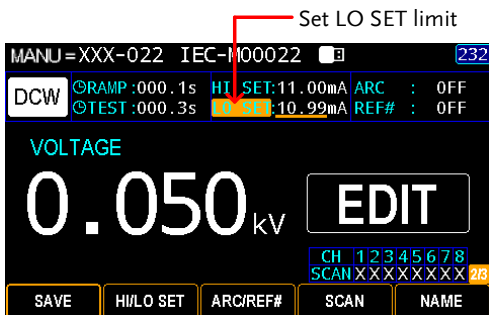 Set LO SET limit
MANU=XXX-022 IEC-M00022 232
DCW RAMP:000.1s HI SET:11.00mA ARC : OFF
TEST:000.3s LO SET:10.99mA REF# : OFF
VOLTAGE
0.050kV EDIT
CH 12345678
SCANXXXXXXXX 2/3
SAVE HI/LO SET ARC/REF# SCAN NAME